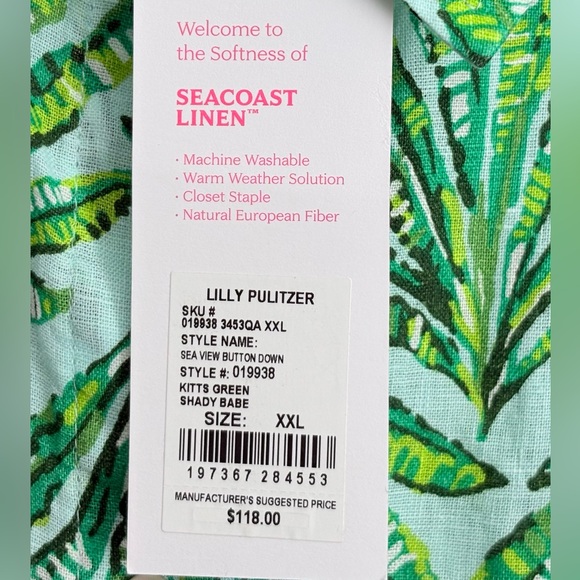 Welcome to
the Softness of
SEACOAST
LINEN™
· Machine Washable
· Warm Weather Solution
· Closet Staple
· Natural European Fiber
LILLY PULITZER
SKU #
019938 3453QA XXL
STYLE NAME:
SEA VIEW BUTTON DOWN
STYLE #: 019938
KITTS GREEN
SHADY BABE
SIZE: XXL
197367 284553
MANUFACTURER'S SUGGESTED PRICE
$118.00